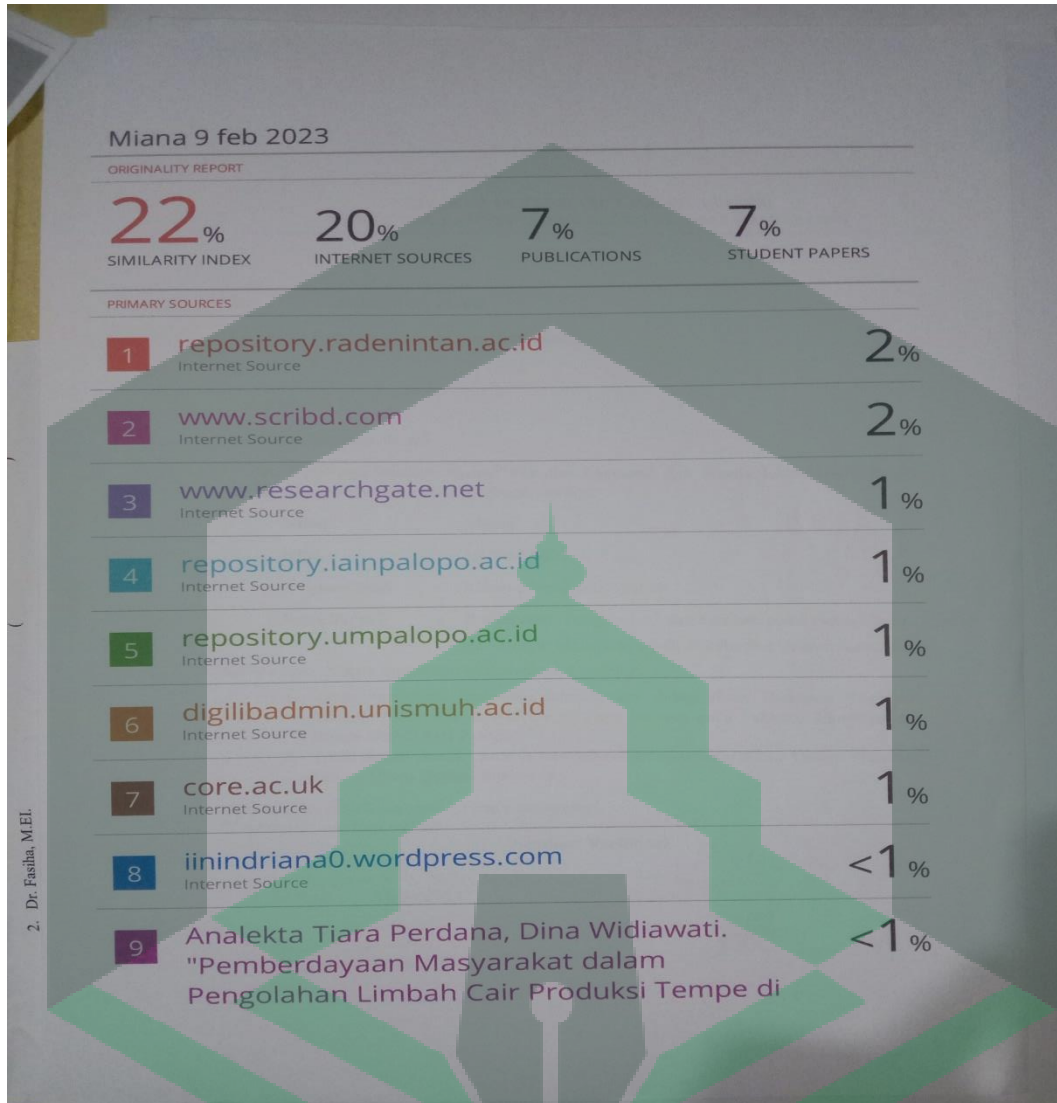 Miana 9 feb 2023
ORIGINALITY REPORT
22%
SIMILARITY INDEX
20%
INTERNET SOURCES
7%
PUBLICATIONS
7%
STUDENT PAPERS
PRIMARY SOURCES
1 repository.radenintan.ac.id 2%
Internet Source
2 www.scribd.com 2%
Internet Source
3 www.researchgate.net 1%
Internet Source
4 repository.iainpalopo.ac.id 1%
Internet Source
5 repository.umpalopo.ac.id 1%
Internet Source
6 digilibadmin.unismuh.ac.id 1%
Internet Source
7 core.ac.uk 1%
Internet Source
8 iinindriana0.wordpress.com <1%
Internet Source
9 Analekta Tiara Perdana, Dina Widiawati. <1%
"Pemberdayaan Masyarakat dalam
Pengolahan Limbah Cair Produksi Tempe di
2. Dr. Fasiha, M.EI.